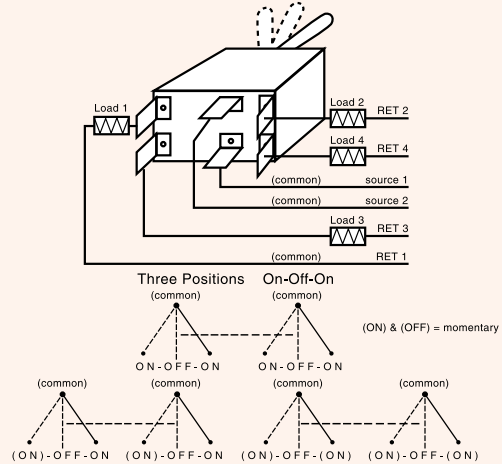 Load 1
Load 2
RET 2
Load 4
RET 4
(common) source 1
(common) source 2
Load 3
RET 3
(common) RET 1
Three Positions On-Off-On
(common) (common)
(ON) & (OFF) = momentary
ON-OFF-ON ON-OFF-ON
(common) (common) (common) (common)
(ON)-OFF-ON (ON)-OFF-ON (ON)-OFF-(ON) (ON)-OFF-(ON)